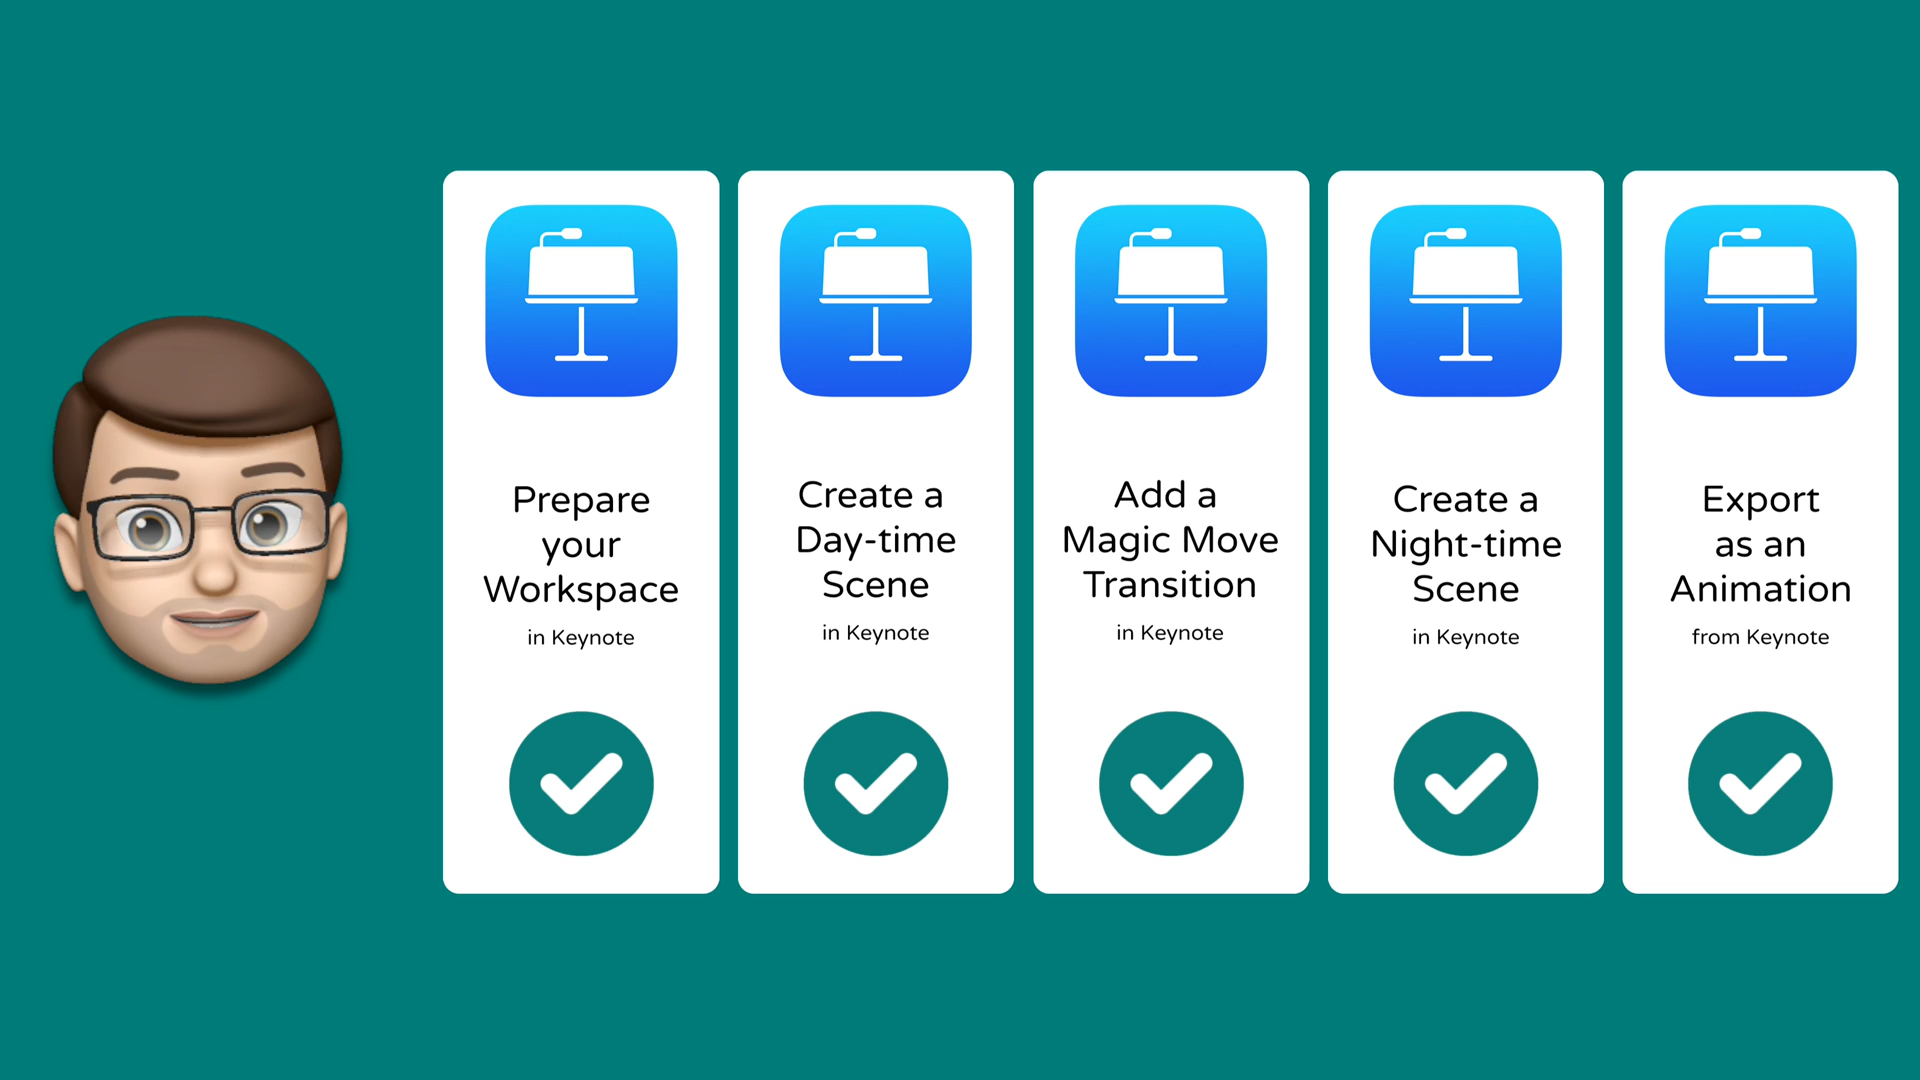 Prepare
your
Workspace
in Keynote
Create a
Day-time
Scene
in Keynote
Add a
Magic Move
Transition
in Keynote
Create a
Night-time
Scene
in Keynote
Export
as an
Animation
from Keynote